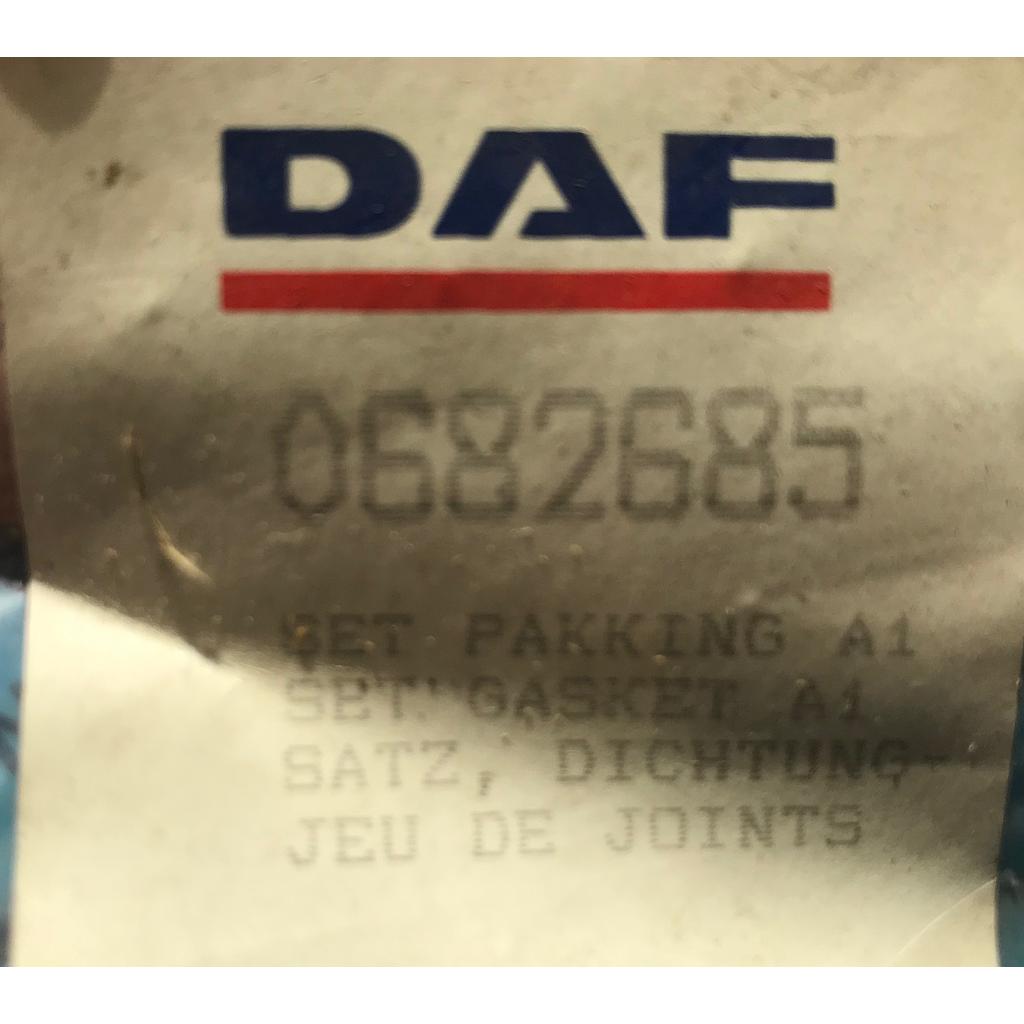 DAF
0682685
SET PAKKING A1
SET GASKET A1
SATZ, DICHTUNG-
JEU DE JOINTS